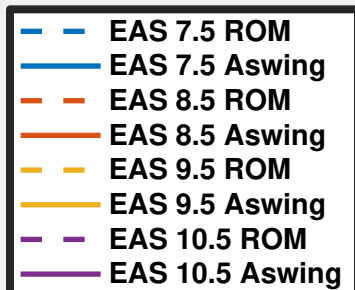 EAS 7.5 ROM
EAS 7.5 Aswing
EAS 8.5 ROM
EAS 8.5 Aswing
EAS 9.5 ROM
EAS 9.5 Aswing
EAS 10.5 ROM
EAS 10.5 Aswing